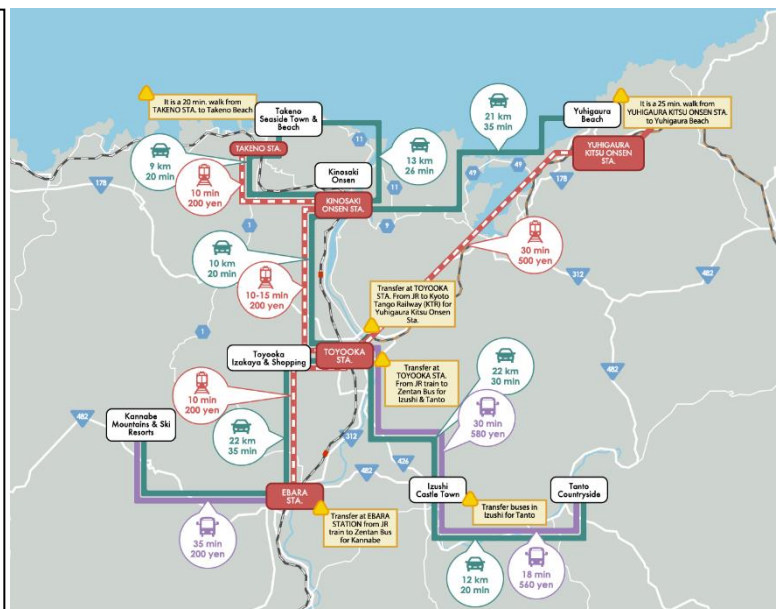 It is a 20 min. walk from
TAKENO STA. to Takeno Beach
Takeno
Seaside Town &
Beach
TAKENO STA.
9 km
20 min
10 min
200 yen
11
13 km
26 min
11
Kinosaki
Onsen
KINOSAKI
ONSEN STA.
9
1
178
21 km
35 min
Yuhigaura
Beach
It is a 25 min. walk from
YUHIGAURA KITSU ONSEN STA.
to Yuhigaura Beach
YUHIGAURA
KITSU ONSEN
STA.
49
49
178
30 min
500 yen
312
482
10 km
20 min
10-15 min
200 yen
1
Transfer at TOYOOKA
STA. From JR to Kyoto
Tango Railway (KTR) for
Yuhigaura Kitsu Onsen
Sta.
Toyooka
Izakaya & Shopping
TOYOOKA
STA.
Transfer at
TOYOOKA STA.
From JR train to
Zentan Bus for
Izushi & Tanto
22 km
30 min
30 min
580 yen
10 min
200 yen
22 km
35 min
482
Kannabe
Mountains & Ski
Resorts
312
482
426
482
EBARA
STA.
Transfer at EBARA
STATION from JR
train to Zentan Bus
for Kannabe
35 min
200 yen
Izushi
Castle Town
Transfer buses in
Izushi for Tanto
Tanto
Countryside
12 km
20 min
18 min
560 yen